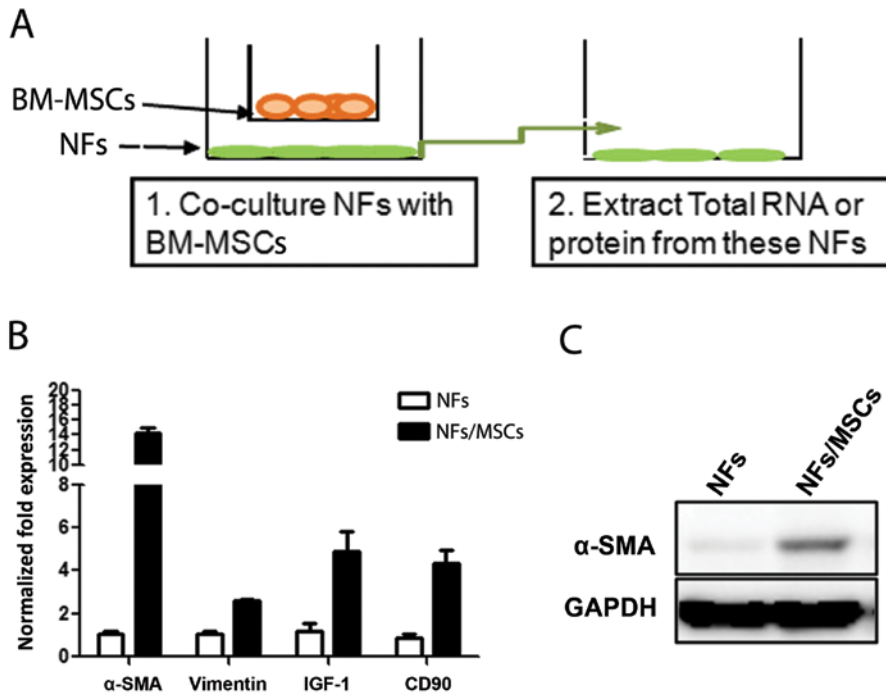 A
BM-MSCs
NFs
1. Co-culture NFs with
BM-MSCs
2. Extract Total RNA or
protein from these NFs
B
Normalized fold expression
20
18
16
14
12
10
8
6
4
2
0
NFs
NFs/MSCs
α-SMA Vimentin IGF-1 CD90
C
NFs NFs/MSCs
α-SMA
GAPDH